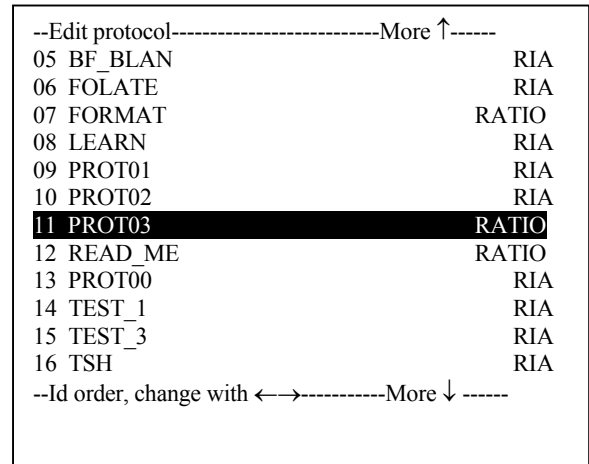 --Edit protocol---------------------------More ↑------
05 BF_BLAN RIA
06 FOLATE RIA
07 FORMAT RATIO
08 LEARN RIA
09 PROT01 RIA
10 PROT02 RIA
11 PROT03 RATIO
12 READ_ME RATIO
13 PROT00 RIA
14 TEST_1 RIA
15 TEST_3 RIA
16 TSH RIA
--Id order, change with ←→-----------More ↓ ------